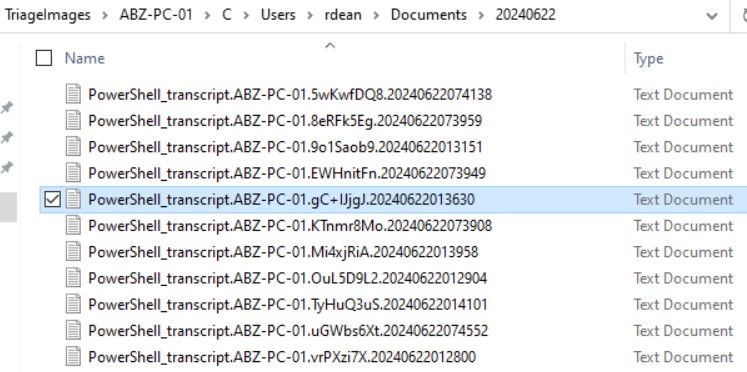 TriageImages > ABZ-PC-01 > C > Users > rdean > Documents > 20240622
Name Type
PowerShell_transcript.ABZ-PC-01.5wKwfDQ8.20240622074138 Text Document
PowerShell_transcript.ABZ-PC-01.8eRFk5Eg.20240622073959 Text Document
PowerShell_transcript.ABZ-PC-01.9o1Saob9.20240622013151 Text Document
PowerShell_transcript.ABZ-PC-01.EWHnitFn.20240622073949 Text Document
PowerShell_transcript.ABZ-PC-01.gC+IJjgJ.20240622013630 Text Document
PowerShell_transcript.ABZ-PC-01.KTnmr8Mo.20240622073908 Text Document
PowerShell_transcript.ABZ-PC-01.Mi4xjRiA.20240622013958 Text Document
PowerShell_transcript.ABZ-PC-01.OuL5D9L2.20240622012904 Text Document
PowerShell_transcript.ABZ-PC-01.TyHuQ3uS.20240622014101 Text Document
PowerShell_transcript.ABZ-PC-01.uGWbs6Xt.20240622074552 Text Document
PowerShell_transcript.ABZ-PC-01.vrPXzi7X.20240622012800 Text Document